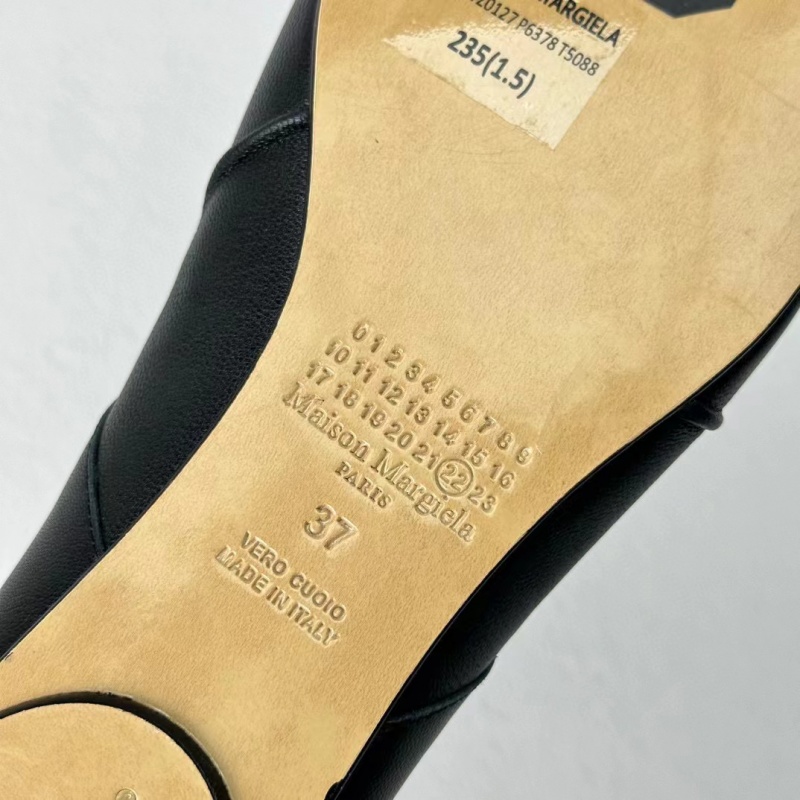 MARGIELA
20127 P6378 T5088
235(1.5)
0 1 2 3 4 5 6 7 8 9
10 11 12 13 14 15 16
17 18 19 20 21 22 23
Maison Margiela
PARIS
37
VERO CUOIO
MADE IN ITALY